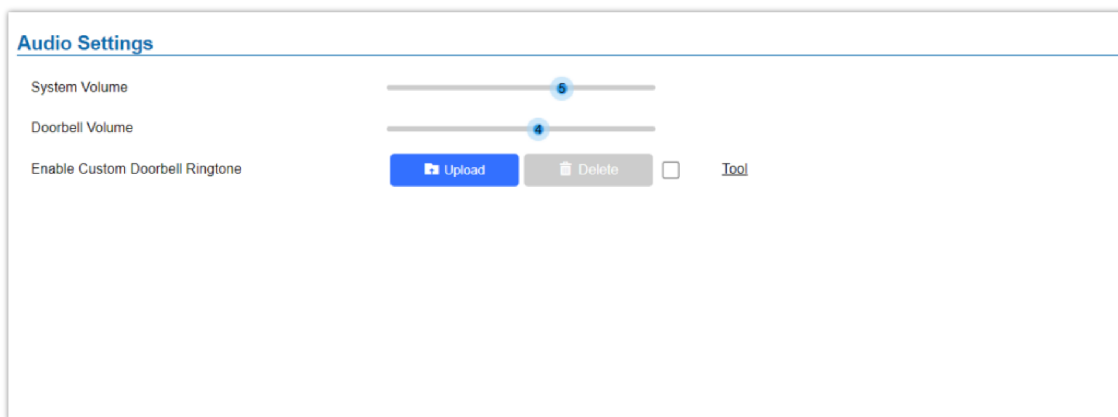 Audio Settings
System Volume 5
Doorbell Volume 4
Enable Custom Doorbell Ringtone Upload Delete Tool